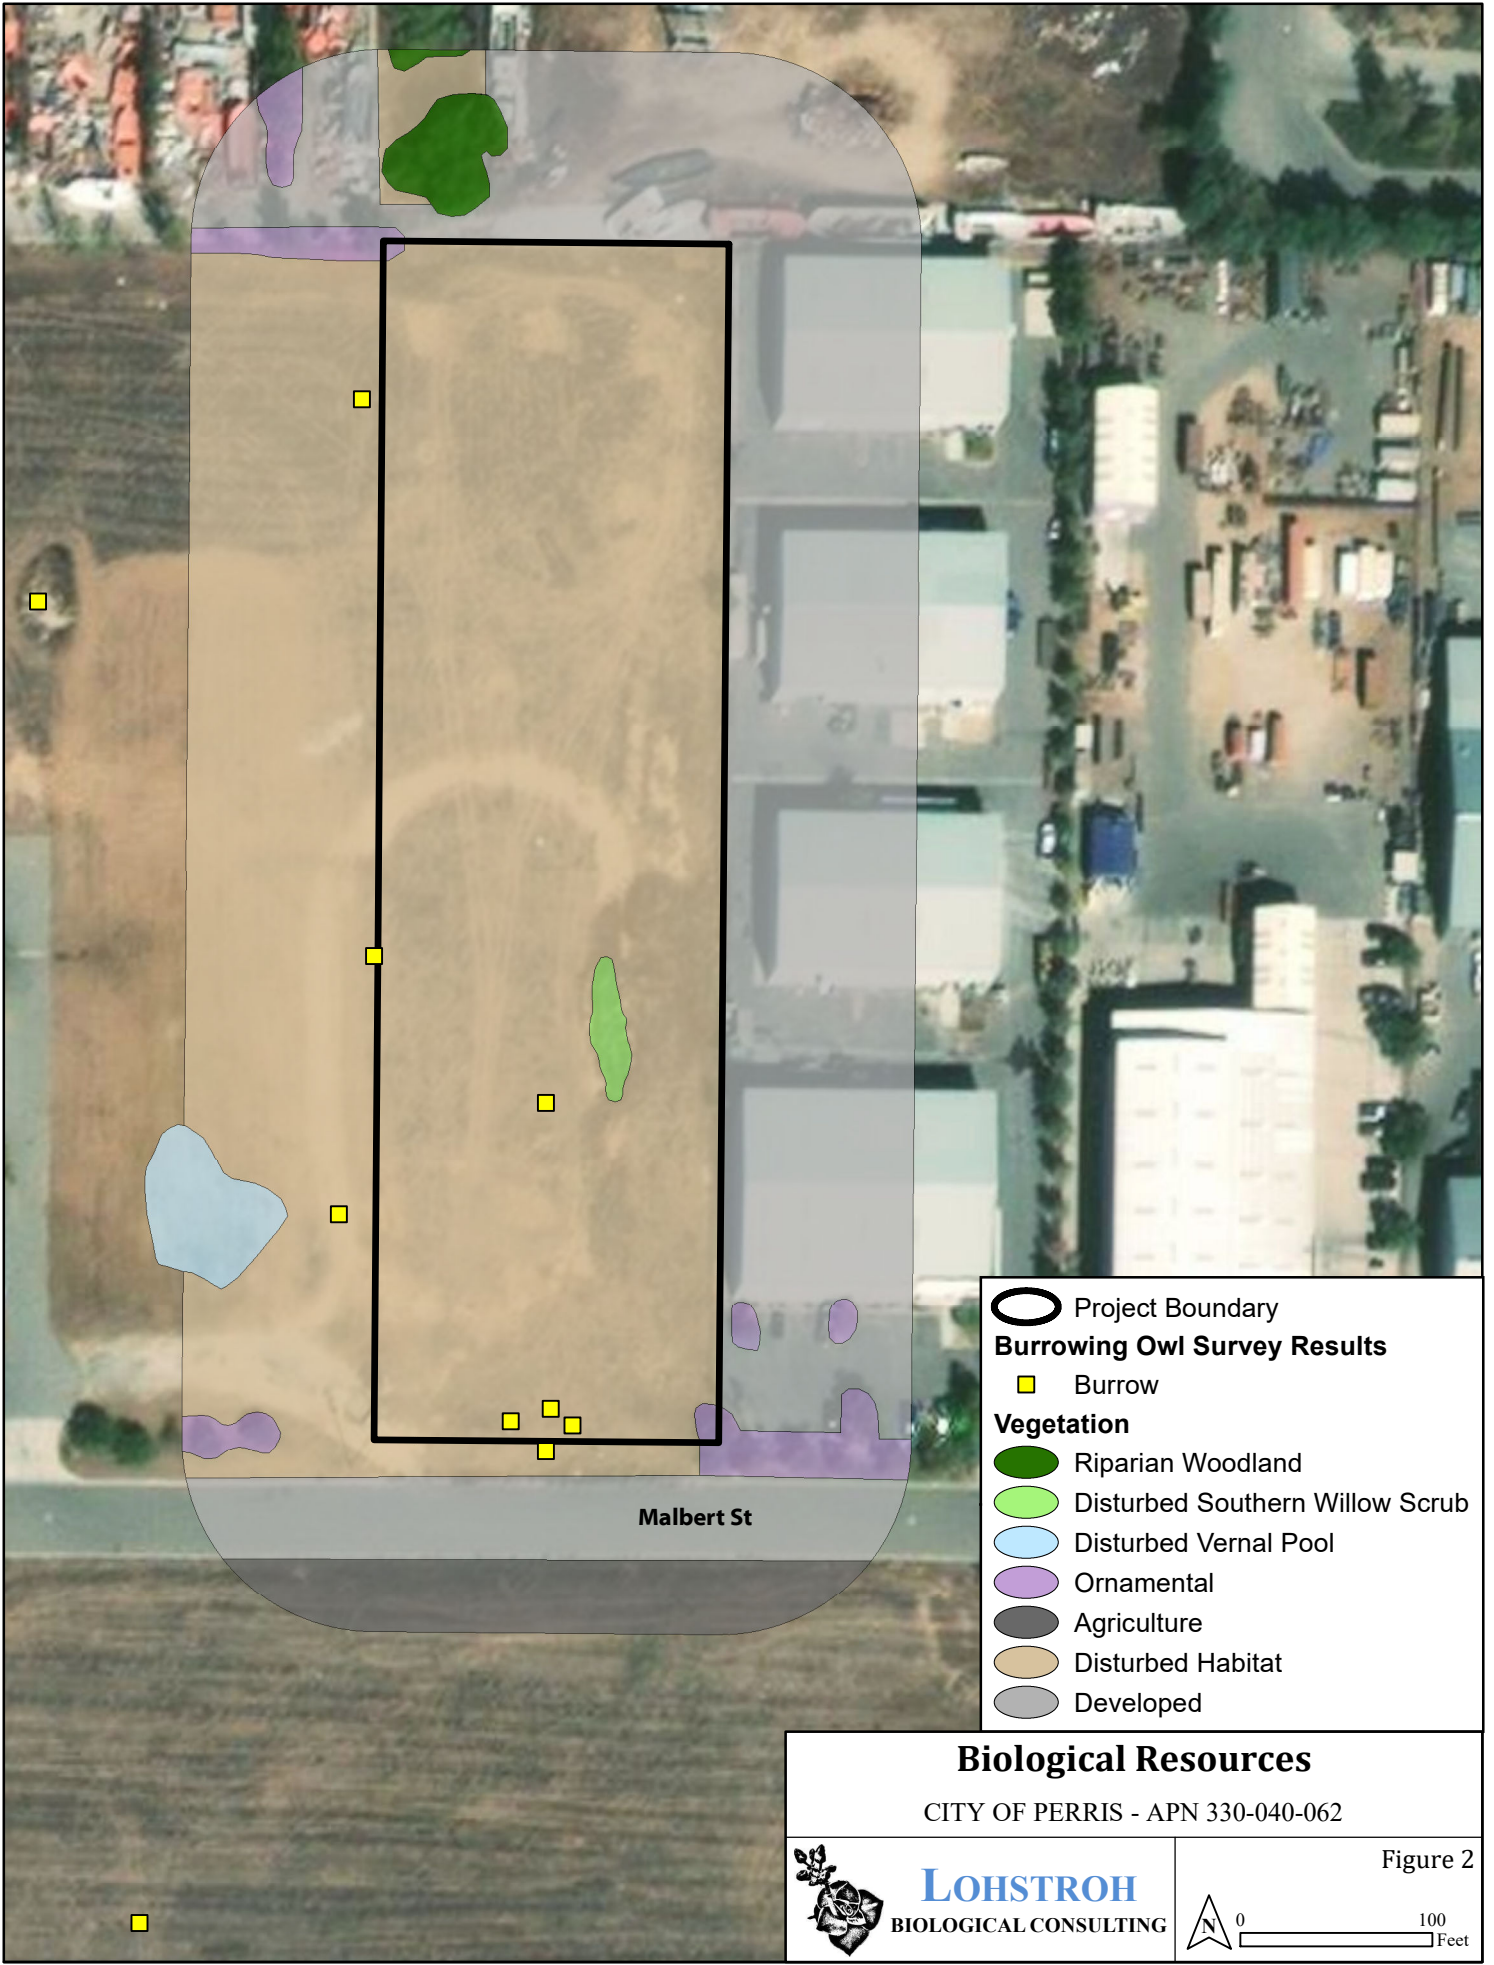 Malbert St
Project Boundary
Burrowing Owl Survey Results
Burrow
Vegetation
Riparian Woodland
Disturbed Southern Willow Scrub
Disturbed Vernal Pool
Ornamental
Agriculture
Disturbed Habitat
Developed
Biological Resources
CITY OF PERRIS - APN 330-040-062
LOHSTROH
BIOLOGICAL CONSULTING
Figure 2
N
0 100
Feet